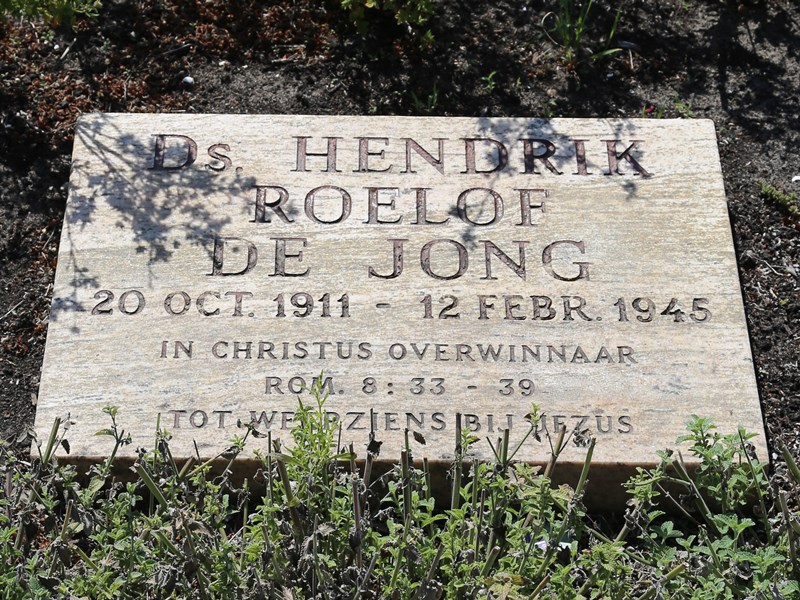 Ds. HENDRIK
ROELOF
DE JONG
20 OCT. 1911 - 12 FEBR. 1945
IN CHRISTUS OVERWINNAAR
ROM. 8 : 33 - 39
TOT WEERZIENS BIJ JEZUS